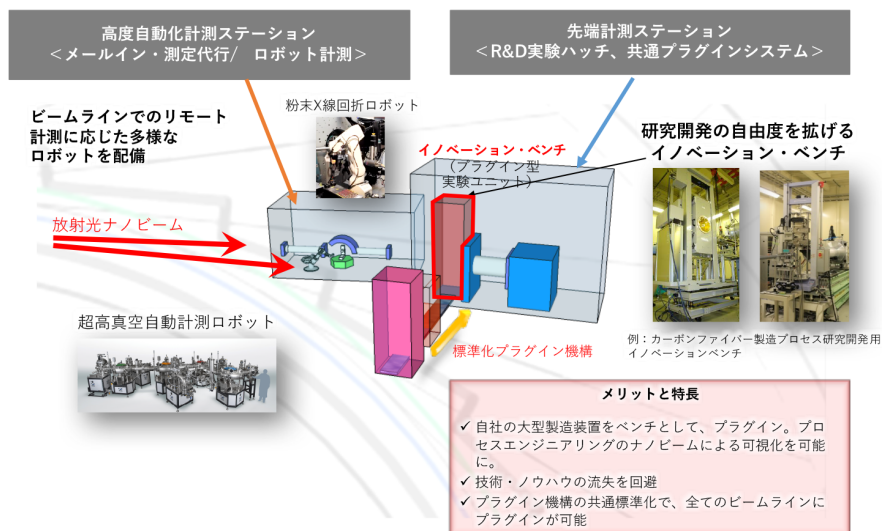 高度自動化計測ステーション
＜メールイン・測定代行/　ロボット計測＞
先端計測ステーション
＜R&D実験ハッチ、共通プラグインシステム＞
ビームラインでのリモート
計測に応じた多様な
ロボットを配備
粉末X線回折ロボット
イノベーション・ベンチ
（プラグイン型
実験ユニット）
研究開発の自由度を拡げる
イノベーション・ベンチ
放射光ナノビーム
超高真空自動計測ロボット
標準化プラグイン機構
例：カーボンファイバー製造プロセス研究開発用
イノベーションベンチ
メリットと特長
✓ 自社の大型製造装置をベンチとして、プラグイン。プロ
セスエンジニアリングのナノビームによる可視化を可能
に。
✓ 技術・ノウハウの流失を回避
✓ プラグイン機構の共通標準化で、全てのビームラインに
プラグインが可能